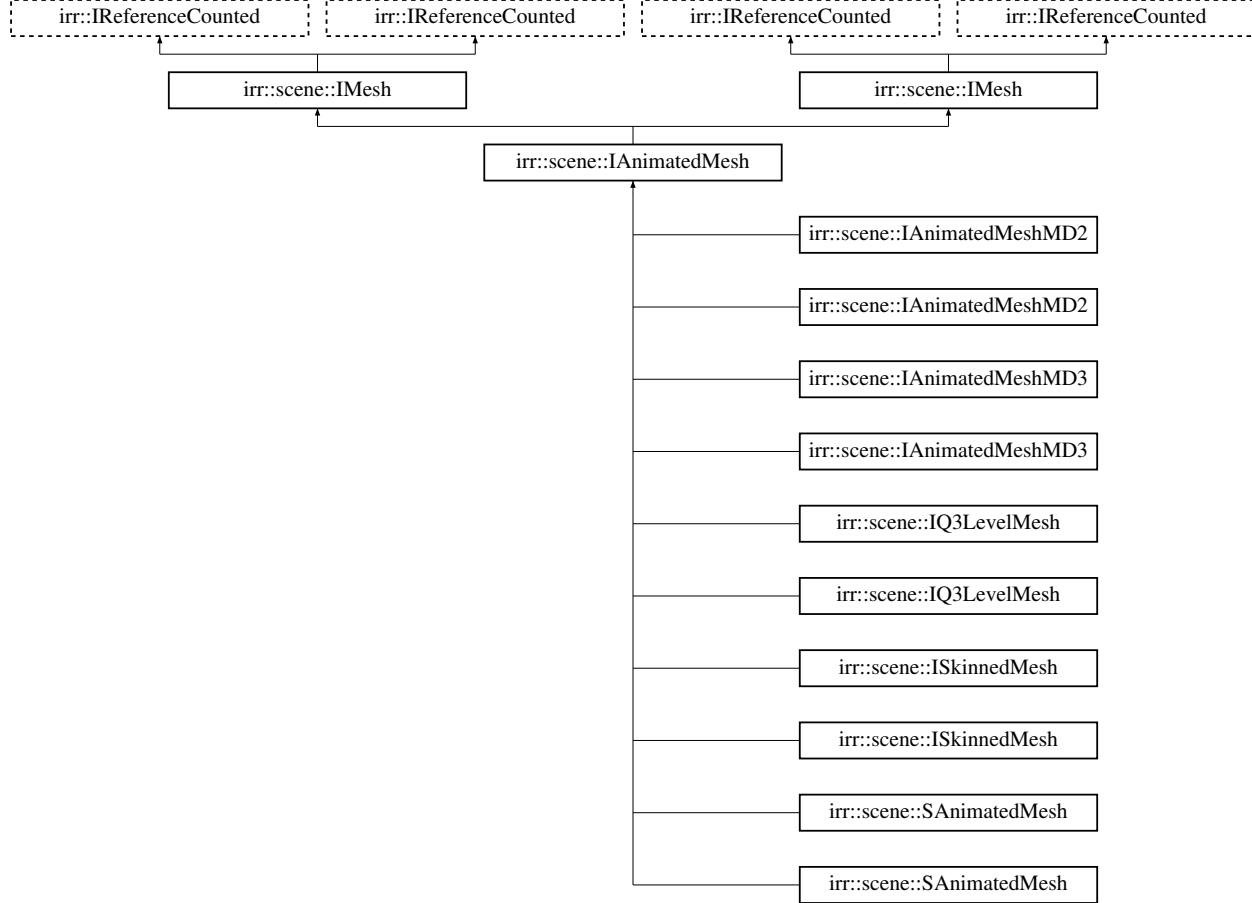 irr::IReferenceCounted
irr::IReferenceCounted
irr::IReferenceCounted
irr::IReferenceCounted
irr::scene::IMesh
irr::scene::IMesh
irr::scene::IAnimatedMesh
irr::scene::IAnimatedMeshMD2
irr::scene::IAnimatedMeshMD2
irr::scene::IAnimatedMeshMD3
irr::scene::IAnimatedMeshMD3
irr::scene::IQ3LevelMesh
irr::scene::IQ3LevelMesh
irr::scene::ISkinnedMesh
irr::scene::ISkinnedMesh
irr::scene::SAnimatedMesh
irr::scene::SAnimatedMesh